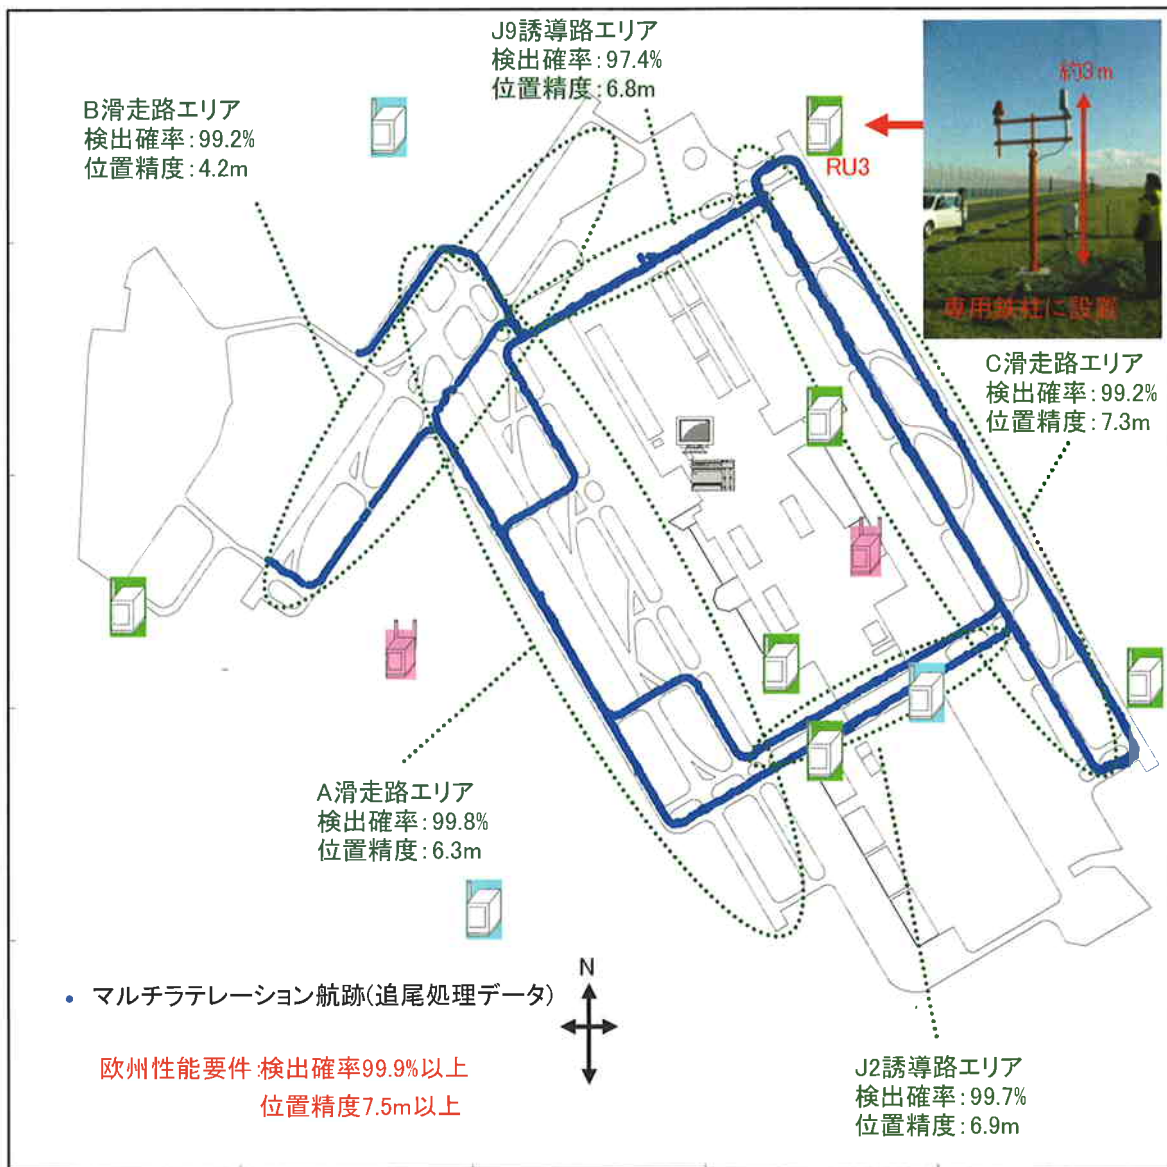 J9誘導路エリア
検出確率:97.4%
位置精度:6.8m
B滑走路エリア
検出確率:99.2%
位置精度:4.2m
RU3
約3m
専用鉄柱に設置
C滑走路エリア
検出確率:99.2%
位置精度:7.3m
A滑走路エリア
検出確率:99.8%
位置精度:6.3m
N
マルチラテレーション航跡(追尾処理データ)
欧州性能要件:検出確率99.9%以上
位置精度7.5m以上
J2誘導路エリア
検出確率:99.7%
位置精度:6.9m